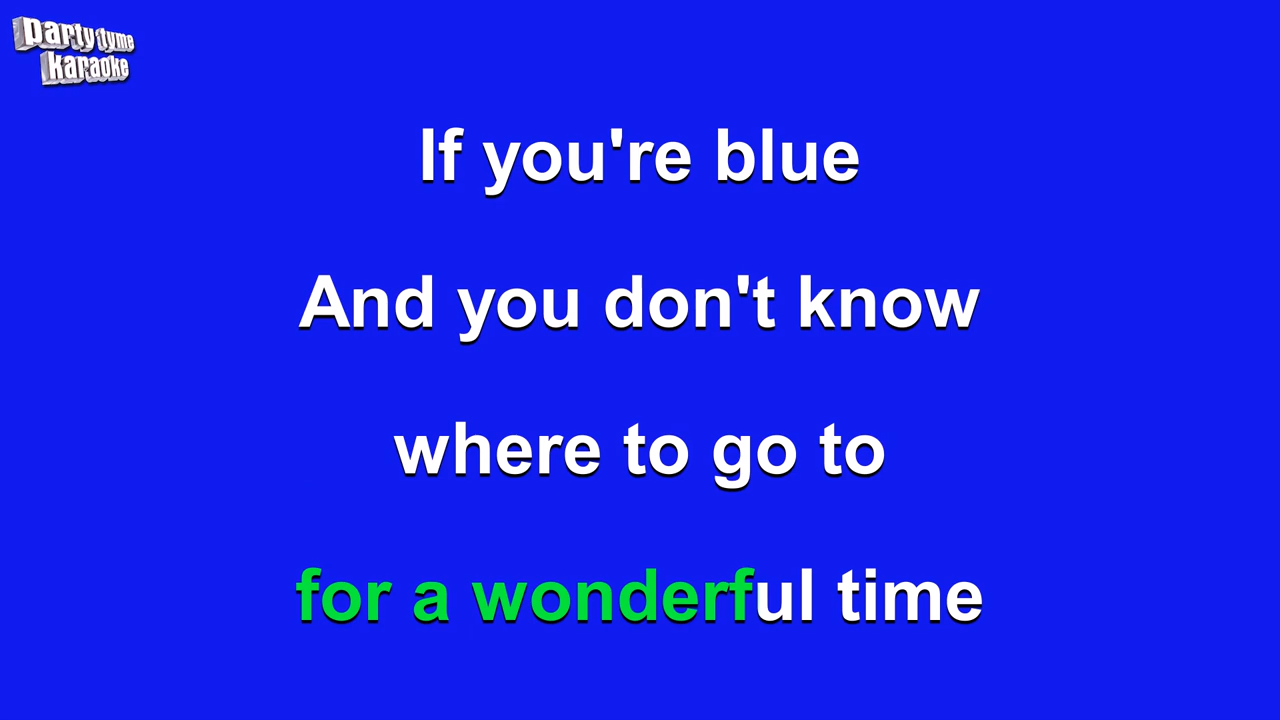 party tyme
karaoke
If you're blue
And you don't know
where to go to
for a wonderful time